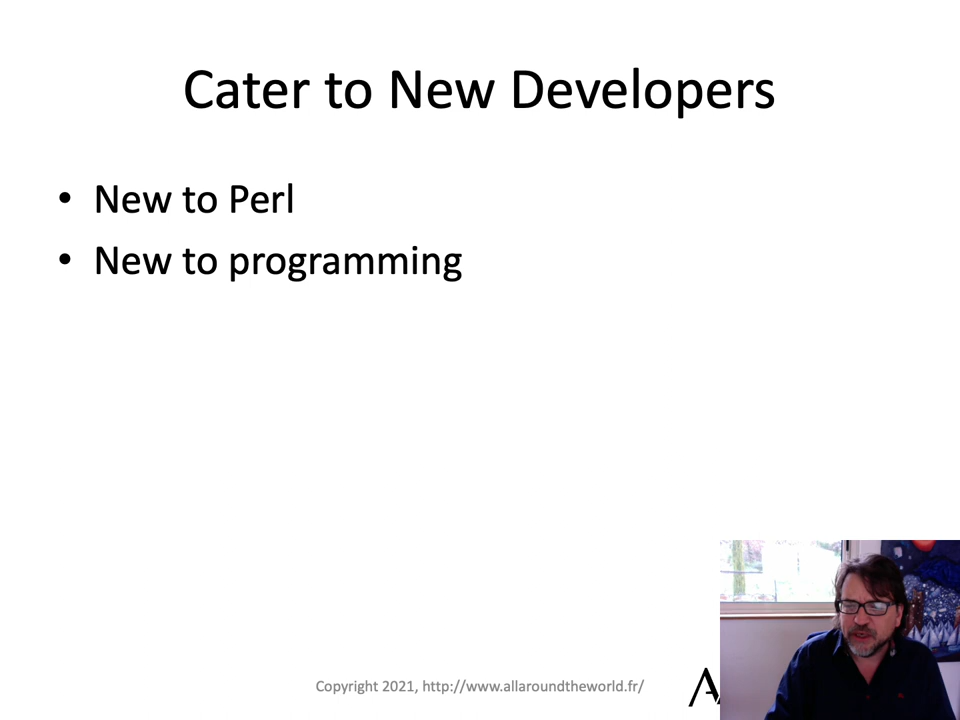 Cater to New Developers
• New to Perl
• New to programming
Copyright 2021, http://www.allaroundtheworld.fr/